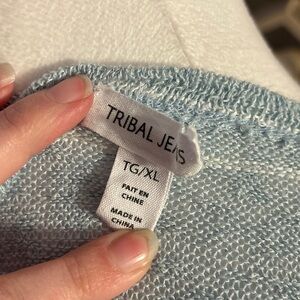 TRIBAL
TG/XL
FAIT EN
CHINE
MADE IN
CHINA